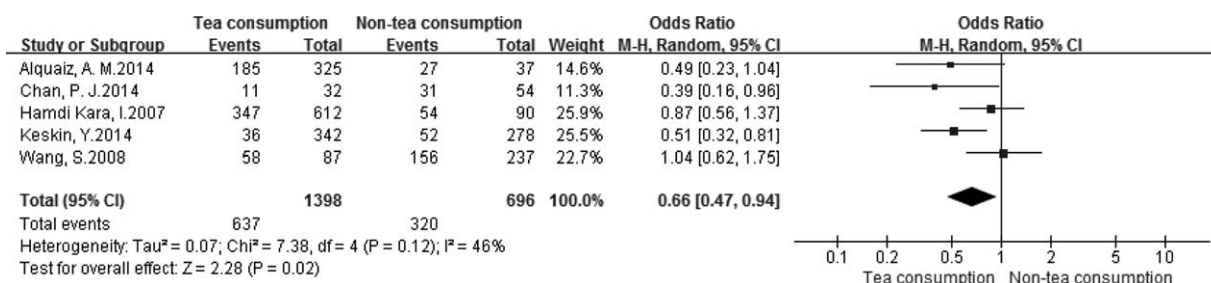 Tea consumption Non-tea consumption Odds Ratio Odds Ratio
Study or Subgroup Events Total Events Total Weight M-H, Random, 95% CI M-H, Random, 95% CI
Alquaiz, A. M.2014 185 325 27 37 14.6% 0.49 [0.23, 1.04]
Chan, P. J.2014 11 32 31 54 11.3% 0.39 [0.16, 0.96]
Hamdi Kara, I.2007 347 612 54 90 25.9% 0.87 [0.56, 1.37]
Keskin, Y.2014 36 342 52 278 25.5% 0.51 [0.32, 0.81]
Wang, S.2008 58 87 156 237 22.7% 1.04 [0.62, 1.75]
Total (95% CI) 1398 696 100.0% 0.66 [0.47, 0.94]
Total events 637 320
Heterogeneity: Tau² = 0.07; Chi² = 7.38, df = 4 (P = 0.12); I² = 46%
Test for overall effect: Z = 2.28 (P = 0.02)
0.1 0.2 0.5 1 2 5 10
Tea consumption Non-tea consumption